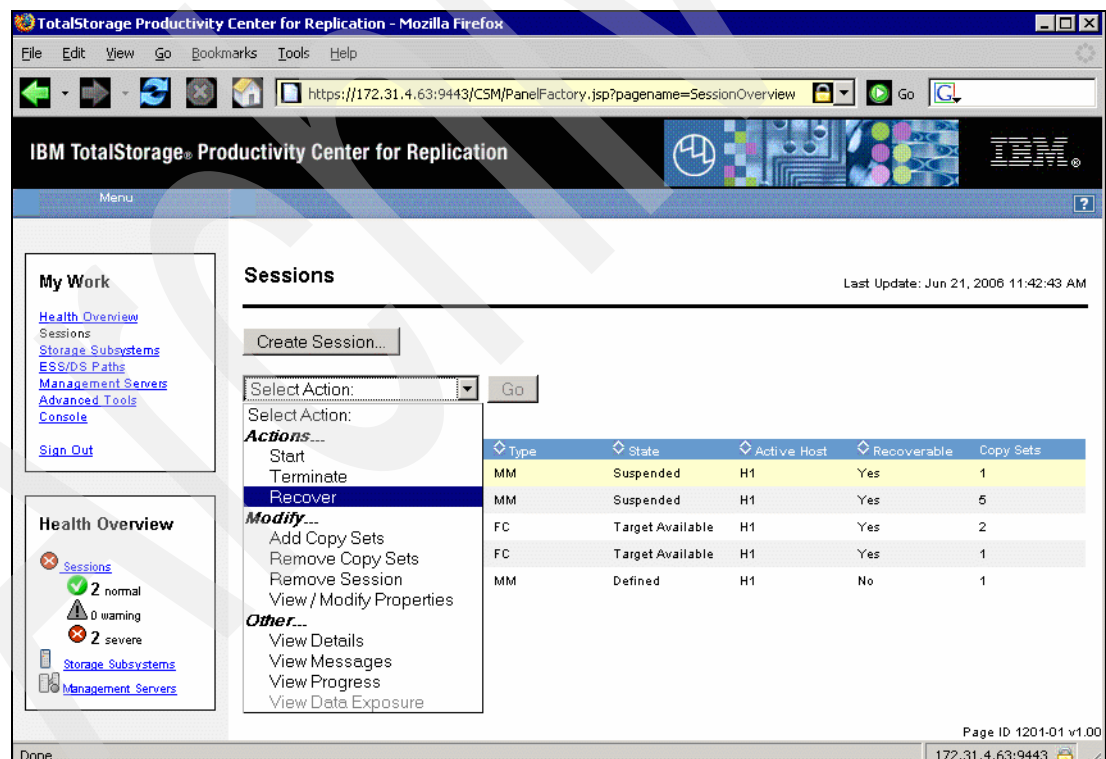 TotalStorage Productivity Center for Replication - Mozilla Firefox
File Edit View Go Bookmarks Tools Help
https://172.31.4.63:9443/CSM/PanelFactory.jsp?pagename=SessionOverview Go G
IBM TotalStorage® Productivity Center for Replication IBM®
Menu ?
My Work
Health Overview
Sessions
Storage Subsystems
ESS/DS Paths
Management Servers
Advanced Tools
Console
Sign Out
Health Overview
Sessions
2 normal
0 warning
2 severe
Storage Subsystems
Management Servers
Sessions
Last Update: Jun 21, 2006 11:42:43 AM
Create Session...
Select Action: Go
Select Action:
Actions...
Start
Terminate
Recover
Modify...
Add Copy Sets
Remove Copy Sets
Remove Session
View / Modify Properties
Other...
View Details
View Messages
View Progress
View Data Exposure
Type State Active Host Recoverable Copy Sets
MM Suspended H1 Yes 1
MM Suspended H1 Yes 5
FC Target Available H1 Yes 2
FC Target Available H1 Yes 1
MM Defined H1 No 1
Page ID 1201-01 v1.00
Done 172.31.4.63:9443